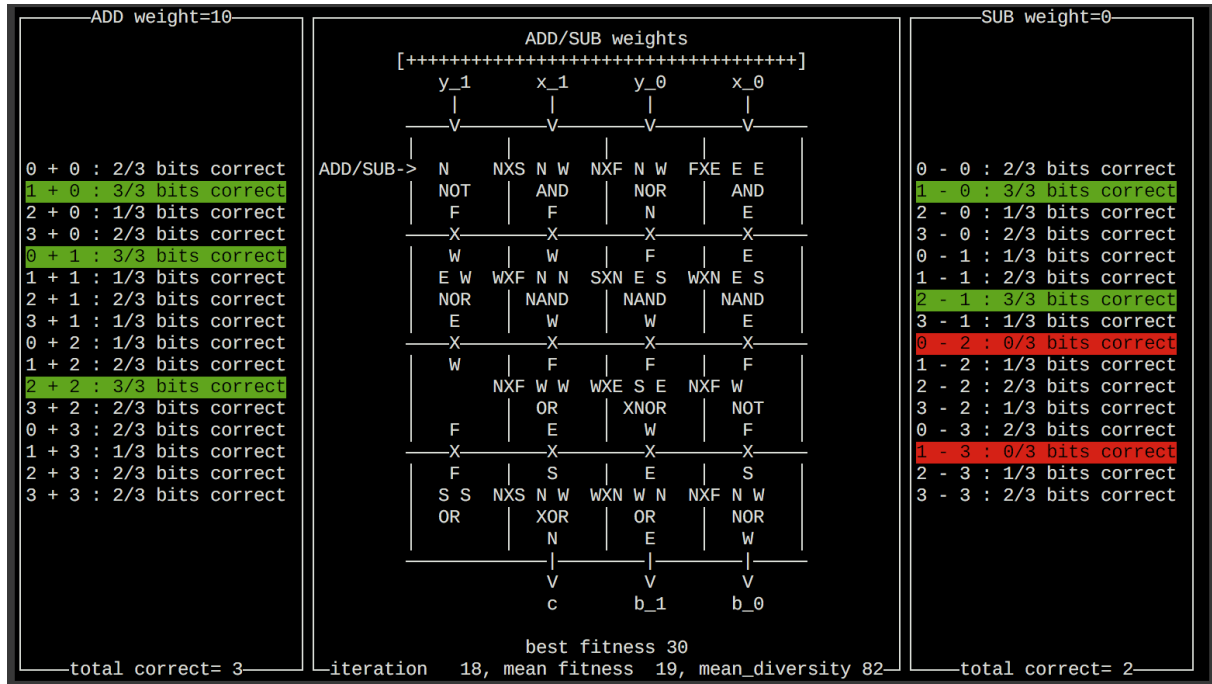 ADD weight=10
0 + 0 : 2/3 bits correct
1 + 0 : 3/3 bits correct
2 + 0 : 1/3 bits correct
3 + 0 : 2/3 bits correct
0 + 1 : 3/3 bits correct
1 + 1 : 1/3 bits correct
2 + 1 : 2/3 bits correct
3 + 1 : 1/3 bits correct
0 + 2 : 1/3 bits correct
1 + 2 : 2/3 bits correct
2 + 2 : 3/3 bits correct
3 + 2 : 2/3 bits correct
0 + 3 : 2/3 bits correct
1 + 3 : 1/3 bits correct
2 + 3 : 2/3 bits correct
3 + 3 : 2/3 bits correct
total correct= 3
ADD/SUB weights
[++++++++++++++++++++++++++++++++++++]
y_1 x_1 y_0 x_0
V V V V
ADD/SUB-> N NXS N W NXF N W FXE E E
NOT AND NOR AND
F F N E
X X X X
W W F E
E W WXF N N SXN E S WXN E S
NOR NAND NAND NAND
E W W E
X X X X
W F F F
NXF W W WXE S E NXF W
OR XNOR NOT
F E W F
X X X X
F S E S
S S NXS N W WXN W N NXF N W
OR XOR OR NOR
N E W
V V V
c b_1 b_0
best fitness 30
iteration 18, mean fitness 19, mean_diversity 82
SUB weight=0
0 - 0 : 2/3 bits correct
1 - 0 : 3/3 bits correct
2 - 0 : 1/3 bits correct
3 - 0 : 2/3 bits correct
0 - 1 : 1/3 bits correct
1 - 1 : 2/3 bits correct
2 - 1 : 3/3 bits correct
3 - 1 : 1/3 bits correct
0 - 2 : 0/3 bits correct
1 - 2 : 1/3 bits correct
2 - 2 : 2/3 bits correct
3 - 2 : 1/3 bits correct
0 - 3 : 2/3 bits correct
1 - 3 : 0/3 bits correct
2 - 3 : 1/3 bits correct
3 - 3 : 2/3 bits correct
total correct= 2